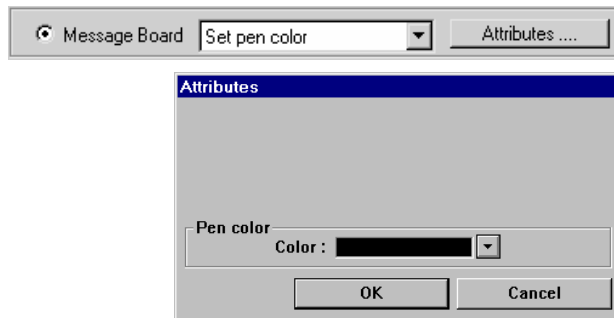 Message Board Set pen color Attributes ....
Attributes
Pen color
Color :
OK Cancel